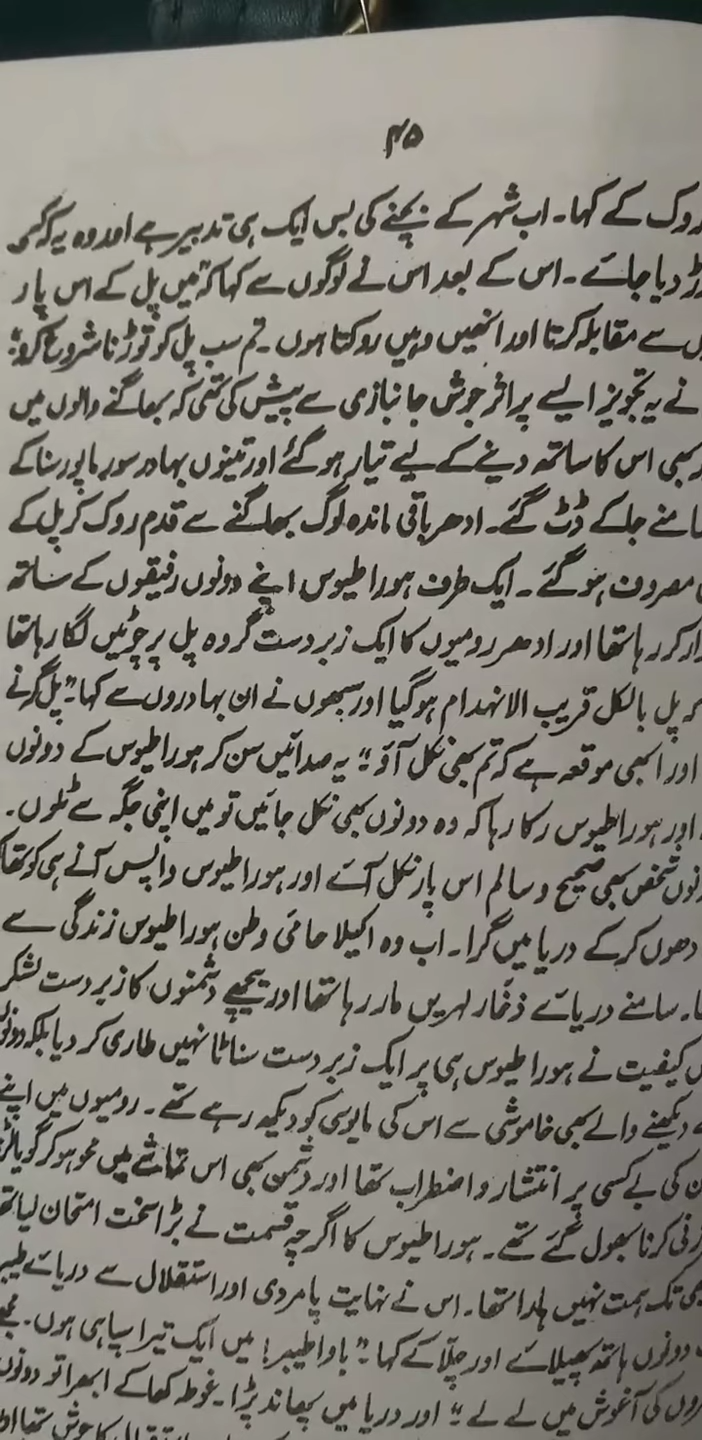 ۴۵
روک کے کہا۔ اب شہر کے بچنے کی بس ایک ہی تدبیر ہے اور وہ یہ کہ کسی
دیا جائے۔ اس کے بعد اس نے لوگوں سے کہا کہ "میں پل کے اس پار
سے مقابلہ کرتا اور انھیں وہیں روکتا ہوں۔ تم سب پل کو توڑنا شروع کرو؛"
نے یہ تجویز ایسے پر اثر جوش جانبازی سے پیش کی تھی کہ بھاگنے والوں میں
بھی اس کا ساتھ دینے کے لیے تیار ہو گئے اور تینوں بہادر سورما پورسنا کے
سامنے جا کے ڈٹ گئے۔ ادھر باقی ماندہ لوگ بھاگنے سے قدم روک کر پل کے
مصروف ہو گئے۔ ایک طرف ہوراطیوس اپنے دونوں رفیقوں کے ساتھ
کر رہا تھا اور ادھر رومیوں کا ایک زبردست گروہ پل پر چوٹیں لگا رہا تھا
پل بالکل قریب الانہدام ہو گیا اور سبھوں نے ان بہادروں سے کہا۔ "پل گرنے
اور ابھی موقعہ ہے کہ تم بھی نکل آؤ؛" یہ صدائیں سن کر ہوراطیوس کے دونوں
اور ہوراطیوس رکا رہا کہ وہ دونوں بھی نکل جائیں تو میں اپنی جگہ سے ٹلوں۔
شخص بھی صحیح و سالم اس پار نکل آئے اور ہوراطیوس واپس آنے ہی کو تھا
دھوں کر کے دریا میں گرا۔ اب وہ اکیلا حامیٔ وطن ہوراطیوس زندگی سے
سامنے دریائے ذخّار لہریں مار رہا تھا اور پیچھے دشمنوں کا زبردست لشکر
کیفیت نے ہوراطیوس ہی پر ایک زبردست سناٹا نہیں طاری کر دیا بلکہ
دیکھنے والے بھی خاموشی سے اس کی مایوسی کو دیکھ رہے تھے۔ رومیوں میں اپنے
کی بے کسی پر انتشار و اضطراب تھا اور دشمن بھی اس تماشے میں محو ہو کر گویا
کرنا بھول گئے تھے۔ ہوراطیوس کا اگرچہ قسمت نے بڑا سخت امتحان لیا
تک ہمت نہیں ہارا تھا۔ اس نے نہایت پامردی اور استقلال سے دریائے
دونوں ہاتھ پھیلائے اور چلّا کے کہا۔ "باوا طیبر! میں ایک تیرا سپاہی ہوں۔
کی آغوش میں لے لے؛" اور دریا میں پھاند پڑا۔ غوطہ کھا کے ابھرا تو دونوں
کا جوش تھا